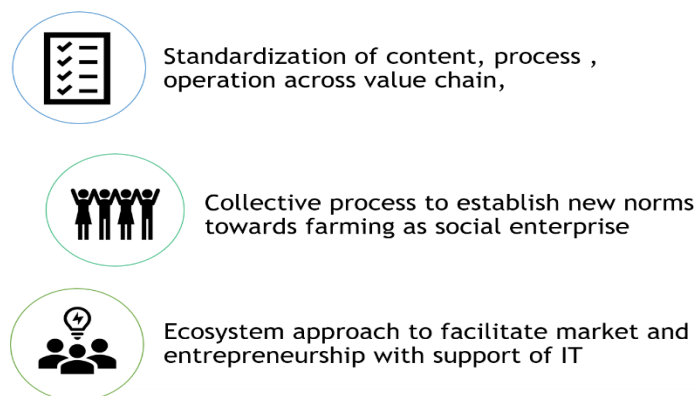 Standardization of content, process ,
operation across value chain,
Collective process to establish new norms
towards farming as social enterprise
Ecosystem approach to facilitate market and
entrepreneurship with support of IT